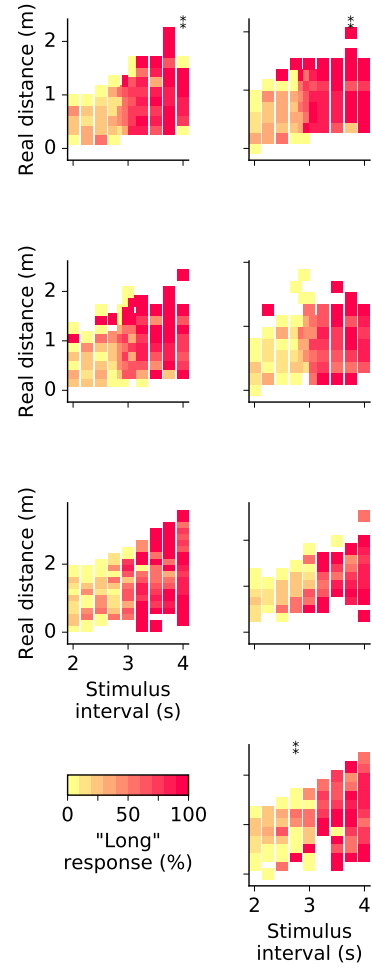 **
**
Real distance (m)
2
1
0
Real distance (m)
2
1
0
Real distance (m)
2
0
2 3 4
Stimulus
interval (s)
**
0 50 100
"Long"
response (%)
2 3 4
Stimulus
interval (s)